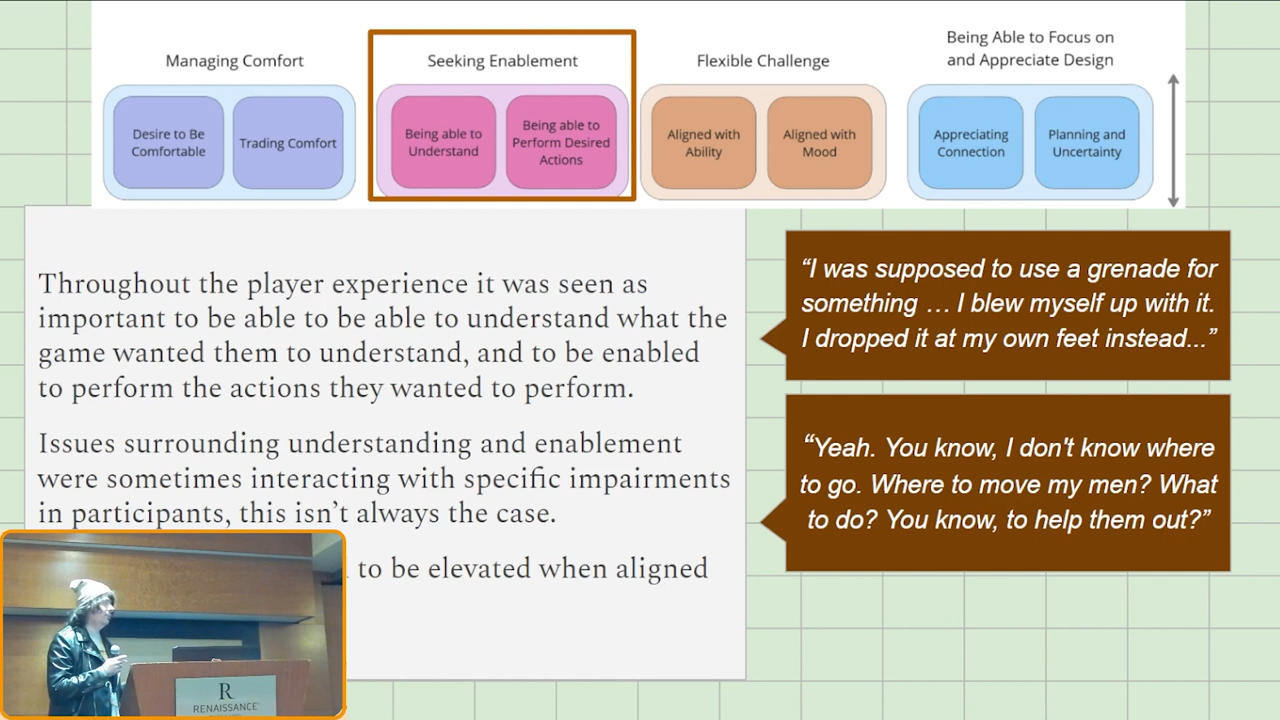 Managing Comfort
Desire to Be
Comfortable
Trading Comfort
Seeking Enablement
Being able to
Understand
Being able to
Perform Desired
Actions
Flexible Challenge
Aligned with
Ability
Aligned with
Mood
Being Able to Focus on
and Appreciate Design
Appreciating
Connection
Planning and
Uncertainty
Throughout the player experience it was seen as
important to be able to be able to understand what the
game wanted them to understand, and to be enabled
to perform the actions they wanted to perform.
Issues surrounding understanding and enablement
were sometimes interacting with specific impairments
in participants, this isn’t always the case.
to be elevated when aligned
“I was supposed to use a grenade for
something … I blew myself up with it.
I dropped it at my own feet instead...”
“Yeah. You know, I don't know where
to go. Where to move my men? What
to do? You know, to help them out?”
R
RENAISSANCE